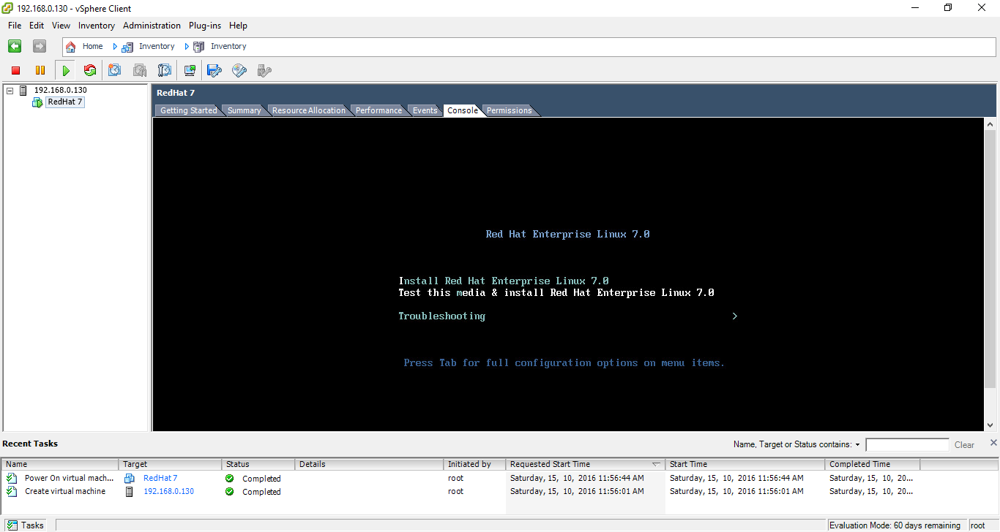 192.168.0.130 - vSphere Client
File Edit View Inventory Administration Plug-ins Help
Home Inventory Inventory
192.168.0.130
RedHat 7
RedHat 7
Getting Started Summary Resource Allocation Performance Events Console Permissions
Red Hat Enterprise Linux 7.0
Install Red Hat Enterprise Linux 7.0
Test this media & install Red Hat Enterprise Linux 7.0
Troubleshooting >
Press Tab for full configuration options on menu items.
Recent Tasks Name, Target or Status contains: Clear
Name Target Status Details Initiated by Requested Start Time Start Time Completed Time
Power On virtual mach... RedHat 7 Completed root Saturday, 15, 10, 2016 11:56:44 AM Saturday, 15, 10, 2016 11:56:44 AM Saturday, 15, 10, 20...
Create virtual machine 192.168.0.130 Completed root Saturday, 15, 10, 2016 11:56:01 AM Saturday, 15, 10, 2016 11:56:01 AM Saturday, 15, 10, 20...
Tasks Evaluation Mode: 60 days remaining root